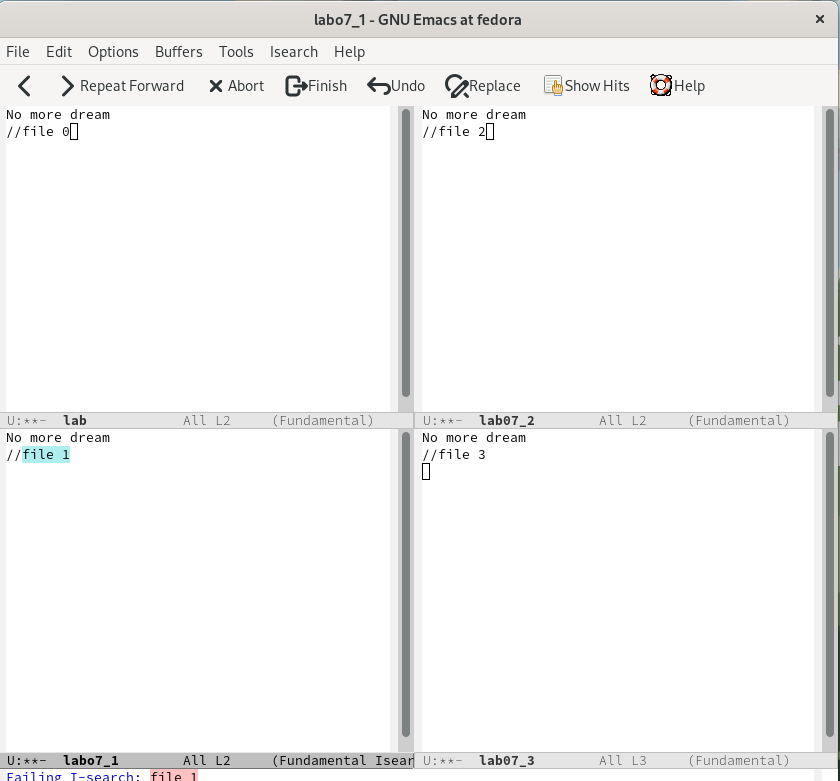 labo7_1 - GNU Emacs at fedora
File Edit Options Buffers Tools Isearch Help
Repeat Forward Abort Finish Undo Replace Show Hits Help
No more dream
//file 0
U:**- lab All L2 (Fundamental)
No more dream
//file 2
U:**- lab07_2 All L2 (Fundamental)
No more dream
//file 1
U:**- labo7_1 All L2 (Fundamental Isear
No more dream
//file 3
U:**- lab07_3 All L3 (Fundamental)
Failing I-search: file 1